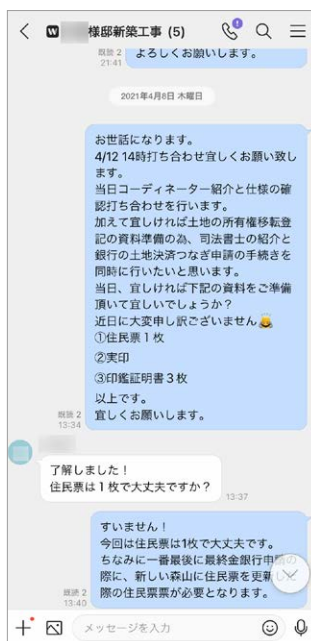 W 様邸新築工事 (5)
既読 2
21:41
よろしくお願いします。
2021年4月8日 木曜日
お世話になります。
4/12 14時打ち合わせ宜しくお願い致し
ます。
当日コーディネーター紹介と仕様の確
認打ち合わせを行います。
加えて宜しければ土地の所有権移転登
記の資料準備の為、司法書士の紹介と
銀行の土地決済つなぎ申請の手続きを
同時に行いたいと思います。
当日、宜しければ下記の資料をご準備
頂いて宜しいでしょうか?
近日に大変申し訳ございません🙇
①住民票1枚
②実印
③印鑑証明書3枚
以上です。
宜しくお願いします。
既読 2
13:34
了解しました!
住民票は1枚で大丈夫ですか?
13:37
すいません!
今回は住民票は1枚で大丈夫です。
ちなみに一番最後に最終金銀行申請の
際に、新しい森山に住民票を更新した
際の住民票票が必要となります。
既読 2
13:40
メッセージを入力